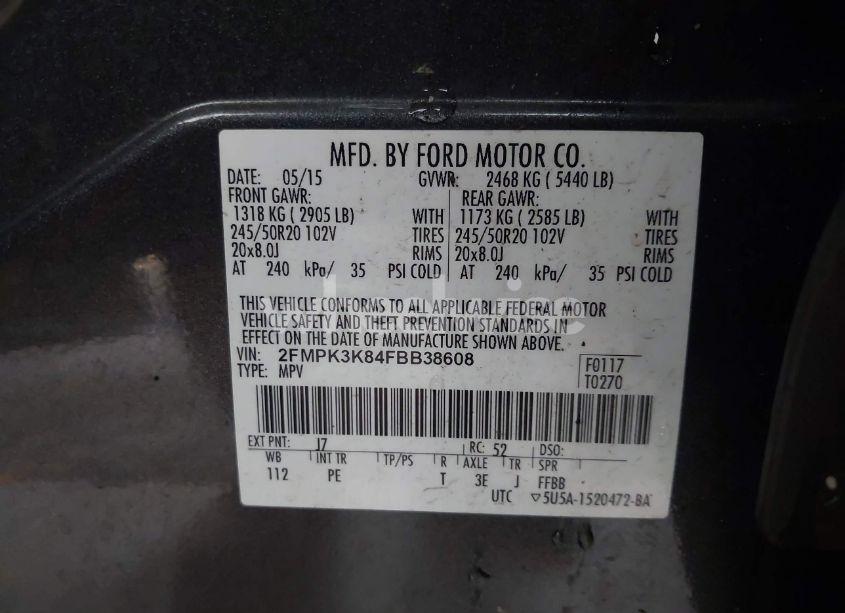 MFD. BY FORD MOTOR CO.
DATE: 05/15 GVWR: 2468 KG ( 5440 LB)
FRONT GAWR: REAR GAWR:
1318 KG ( 2905 LB) WITH 1173 KG ( 2585 LB) WITH
245/50R20 102V TIRES 245/50R20 102V TIRES
20x8.0J RIMS 20x8.0J RIMS
AT 240 kPa/ 35 PSI COLD AT 240 kPa/ 35 PSI COLD
THIS VEHICLE CONFORMS TO ALL APPLICABLE FEDERAL MOTOR
VEHICLE SAFETY AND THEFT PREVENTION STANDARDS IN
EFFECT ON THE DATE OF MANUFACTURE SHOWN ABOVE.
VIN: 2FMPK3K84FBB38608 F0117
TYPE: MPV T0270
EXT PNT: J7 RC: 52 DSO:
WB INT TR TP/PS R AXLE TR SPR
112 PE T 3E J FFBB
UTC ▽5U5A-1520472-BA